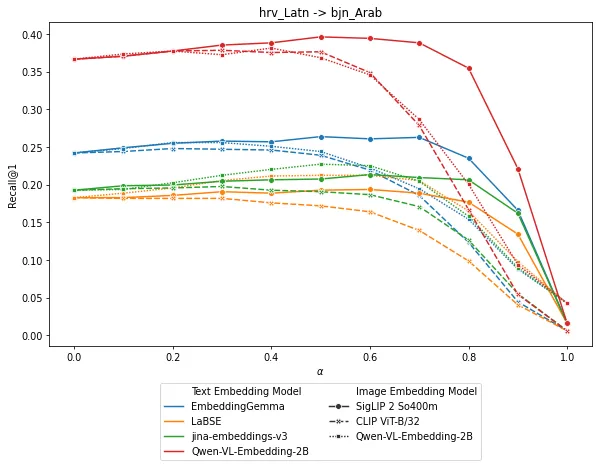 hrv_Latn -> bjn_Arab
Recall@1
0.40
0.35
0.30
0.25
0.20
0.15
0.10
0.05
0.00
0.0 0.2 0.4 0.6 0.8 1.0
α
Text Embedding Model
EmbeddingGemma
LaBSE
jina-embeddings-v3
Qwen-VL-Embedding-2B
Image Embedding Model
SigLIP 2 So400m
CLIP ViT-B/32
Qwen-VL-Embedding-2B